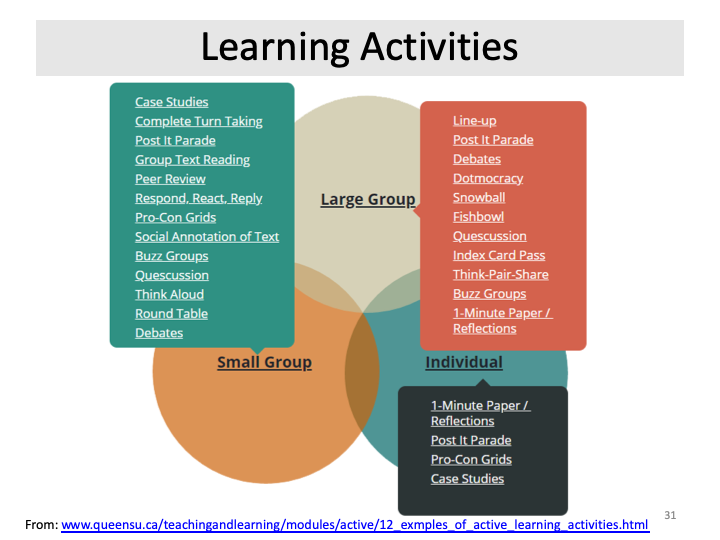 Learning Activities
Case Studies
Complete Turn Taking
Post It Parade
Group Text Reading
Peer Review
Respond, React, Reply
Pro-Con Grids
Social Annotation of Text
Buzz Groups
Quescussion
Think Aloud
Round Table
Debates
Large Group
Line-up
Post It Parade
Debates
Dotmocracy
Snowball
Fishbowl
Quescussion
Index Card Pass
Think-Pair-Share
Buzz Groups
1-Minute Paper /
Reflections
Small Group
Individual
1-Minute Paper /
Reflections
Post It Parade
Pro-Con Grids
Case Studies
31
From: www.queensu.ca/teachingandlearning/modules/active/12_exmples_of_active_learning_activities.html